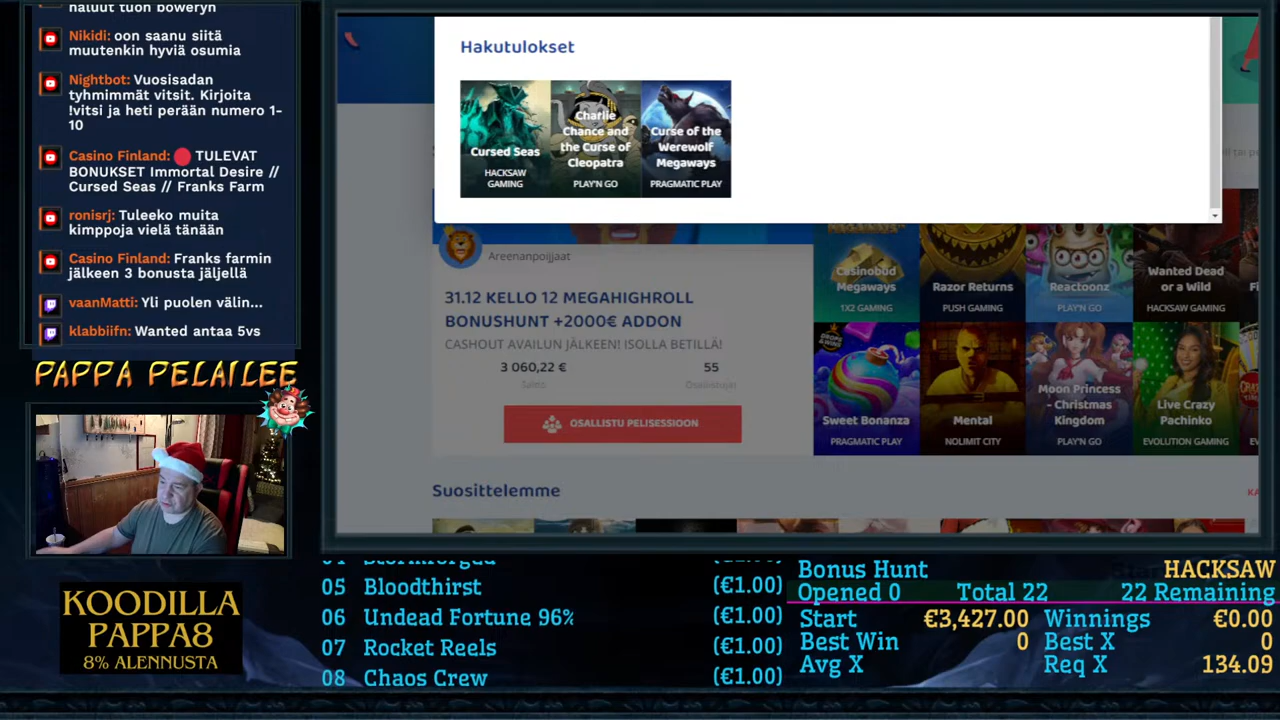 naluut tuon boweryn
Nikidi: oon saanu siitä
muutenkin hyviä osumia
Nightbot: Vuosisadan
tyhmimmät vitsit. Kirjoita
!vitsi ja heti perään numero 1-
10
Casino Finland: 🔴 TULEVAT
BONUKSET Immortal Desire //
Cursed Seas // Franks Farm
ronisrj: Tuleeko muita
kimppoja vielä tänään
Casino Finland: Franks farmin
jälkeen 3 bonusta jäljellä
vaanMatti: Yli puolen välin...
klabbiifn: Wanted antaa 5vs
PAPPA PELAILEE
KOODILLA
PAPPA8
8% ALENNUSTA
Hakutulokset
Cursed Seas
HACKSAW
GAMING
Charlie
Chance and
the Curse of
Cleopatra
PLAY'N GO
Curse of the
Werewolf
Megaways
PRAGMATIC PLAY
Areenanpoijjaat
31.12 KELLO 12 MEGAHIGHROLL
BONUSHUNT +2000€ ADDON
CASHOUT AVAILUN JÄLKEEN! ISOLLA BETILLÄ!
3 060,22 € 55
OSALLISTU PELISESSIOON
Casinobud
Megaways
1X2 GAMING
Razor Returns
PUSH GAMING
Reactoonz
PLAY'N GO
Wanted Dead
or a Wild
HACKSAW GAMING
Sweet Bonanza
PRAGMATIC PLAY
Mental
NOLIMIT CITY
Moon Princess
- Christmas
Kingdom
PLAY'N GO
Live Crazy
Pachinko
EVOLUTION GAMING
Suosittelemme
05 Bloodthirst (€1.00)
06 Undead Fortune 96% (€1.00)
07 Rocket Reels (€1.00)
08 Chaos Crew (€1.00)
Bonus Hunt HACKSAW
Opened 0 Total 22 22 Remaining
Start €3,427.00 Winnings €0.00
Best Win 0 Best X 0
Avg X Req X 134.09